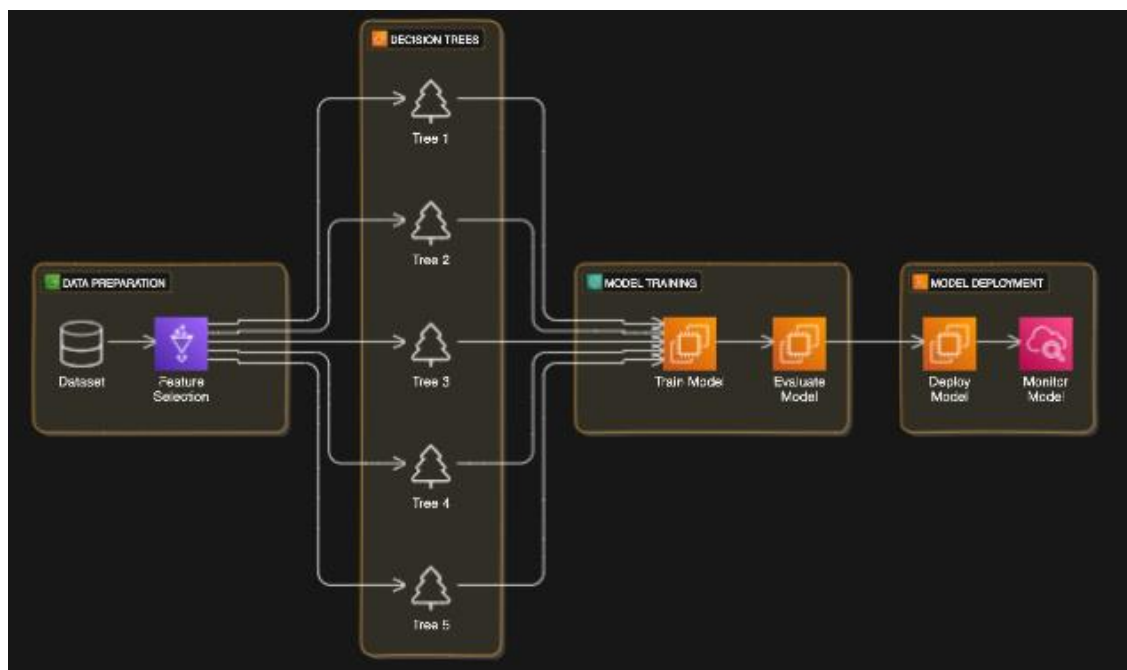 DECISION TREES
Tree 1
Tree 2
DATA PREPARATION
Dataset
Feature
Selection
Tree 3
MODEL TRAINING
Train Model
Evaluate
Model
MODEL DEPLOYMENT
Deploy
Model
Monitor
Model
Tree 4
Tree 5